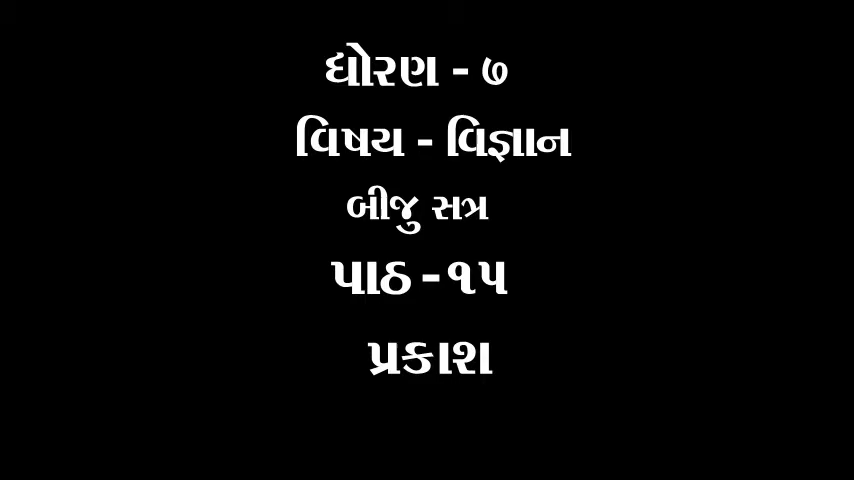 ધોરણ - ૭
વિષય - વિજ્ઞાન
બીજુ સત્ર
પાઠ - ૧૫
પ્રકાશ